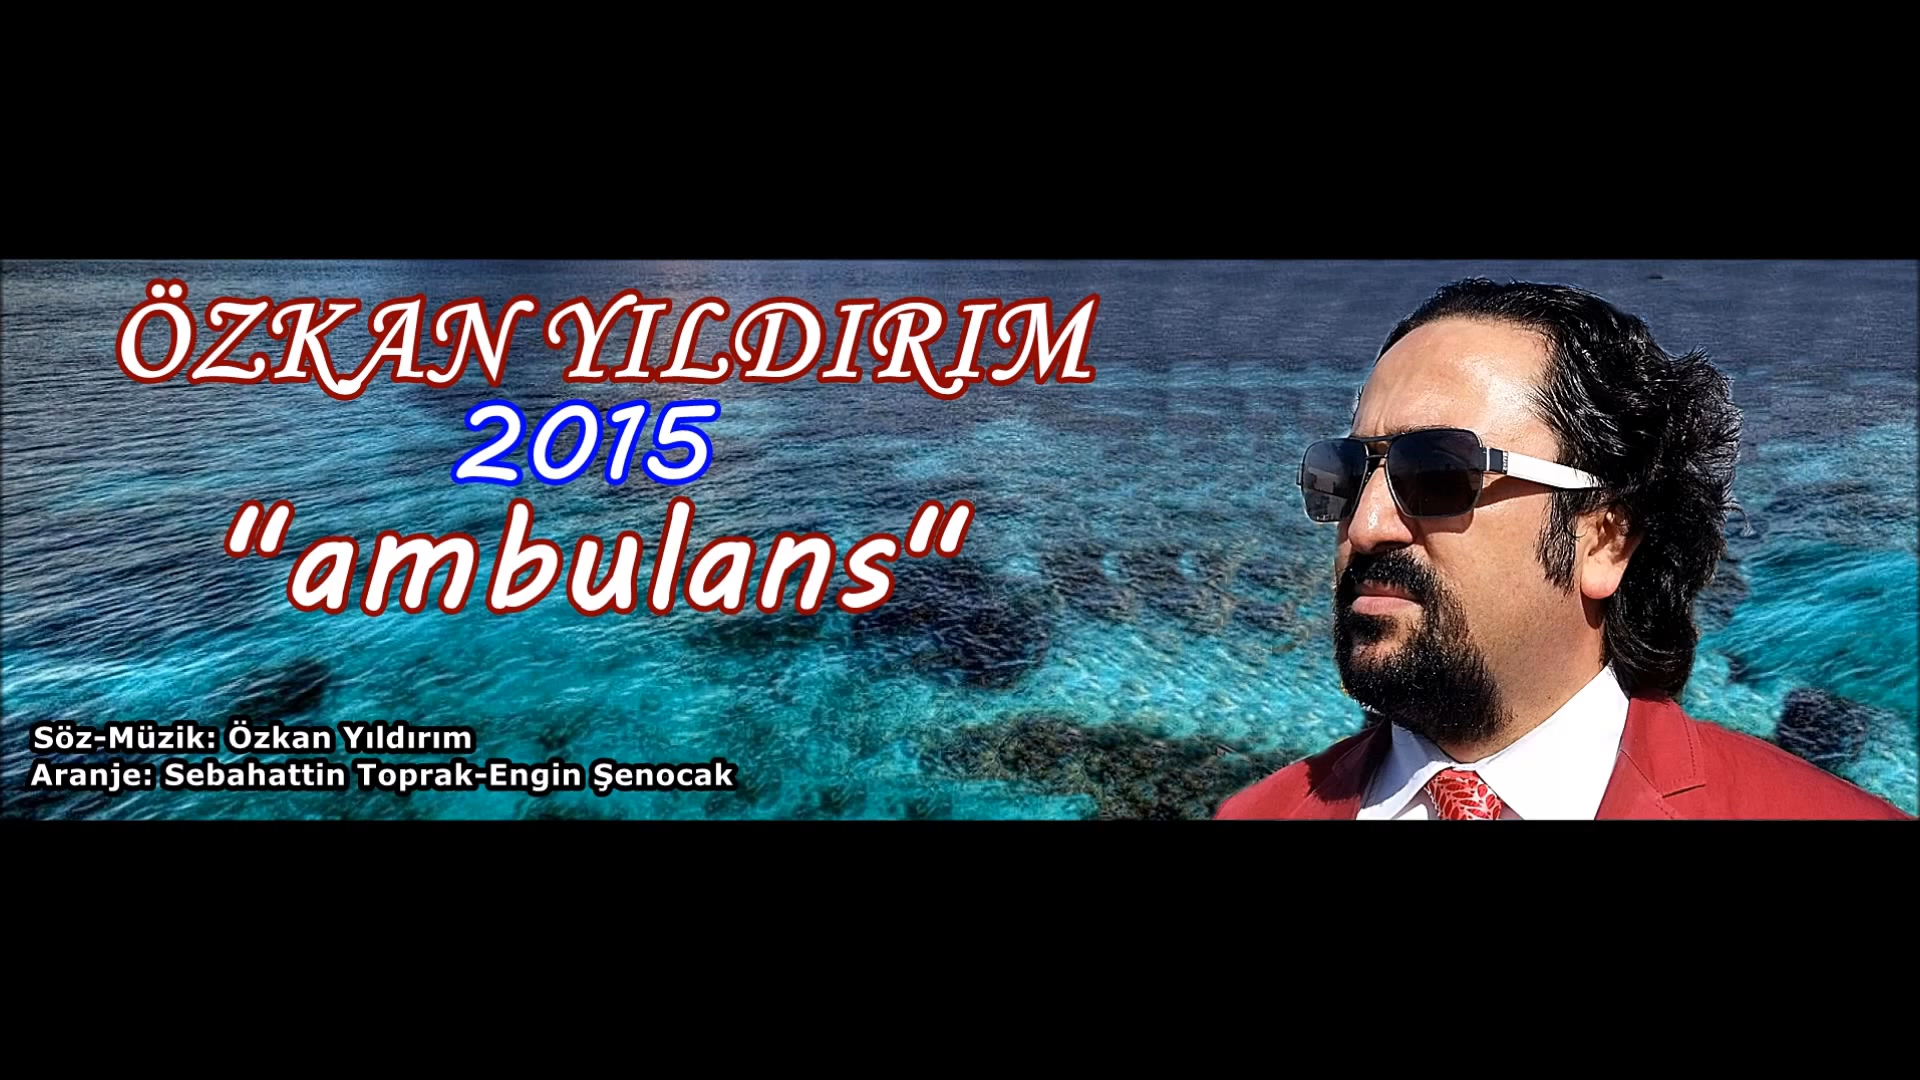 ÖZKAN YILDIRIM
2015
"ambulans"
Söz-Müzik: Özkan Yıldırım
Aranje: Sebahattin Toprak-Engin Şenocak